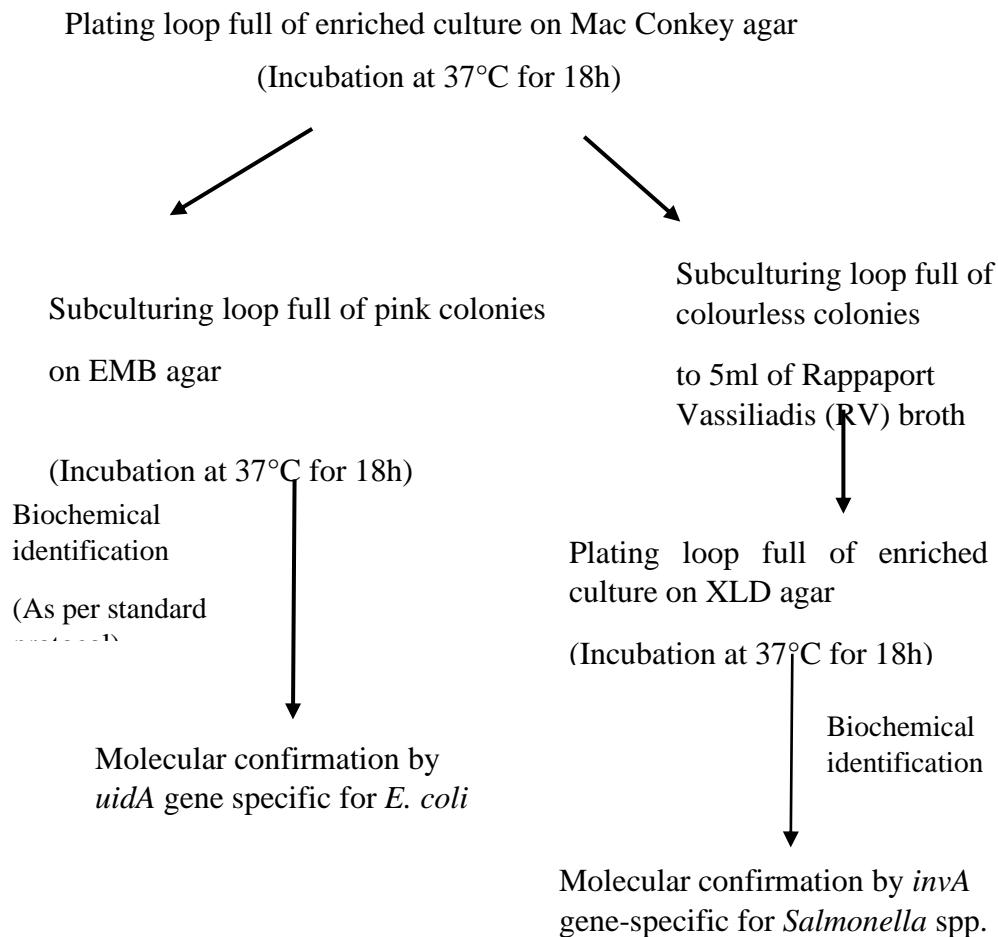 Plating loop full of enriched culture on Mac Conkey agar
(Incubation at 37°C for 18h)
Subculturing loop full of pink colonies
on EMB agar
(Incubation at 37°C for 18h)
Biochemical
identification
(As per standard
protocol)
Molecular confirmation by
uidA gene specific for E. coli
Subculturing loop full of
colourless colonies
to 5ml of Rappaport
Vassiliadis (RV) broth
Plating loop full of enriched
culture on XLD agar
(Incubation at 37°C for 18h)
Biochemical
identification
Molecular confirmation by invA
gene-specific for Salmonella spp.